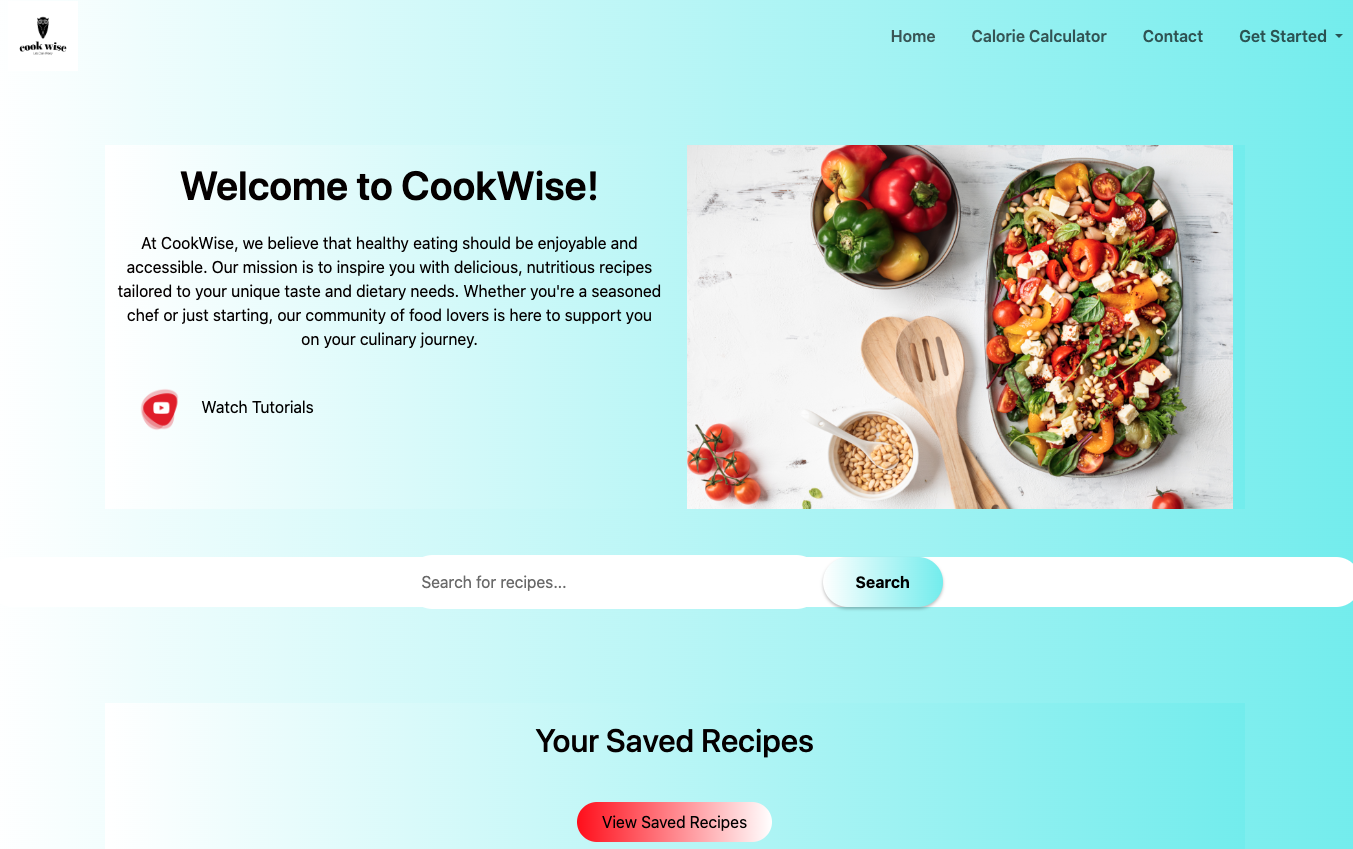 cook wise
Home
Calorie Calculator
Contact
Get Started
Welcome to CookWise!
At CookWise, we believe that healthy eating should be enjoyable and
accessible. Our mission is to inspire you with delicious, nutritious recipes
tailored to your unique taste and dietary needs. Whether you're a seasoned
chef or just starting, our community of food lovers is here to support you
on your culinary journey.
Watch Tutorials
Search for recipes...
Search
Your Saved Recipes
View Saved Recipes